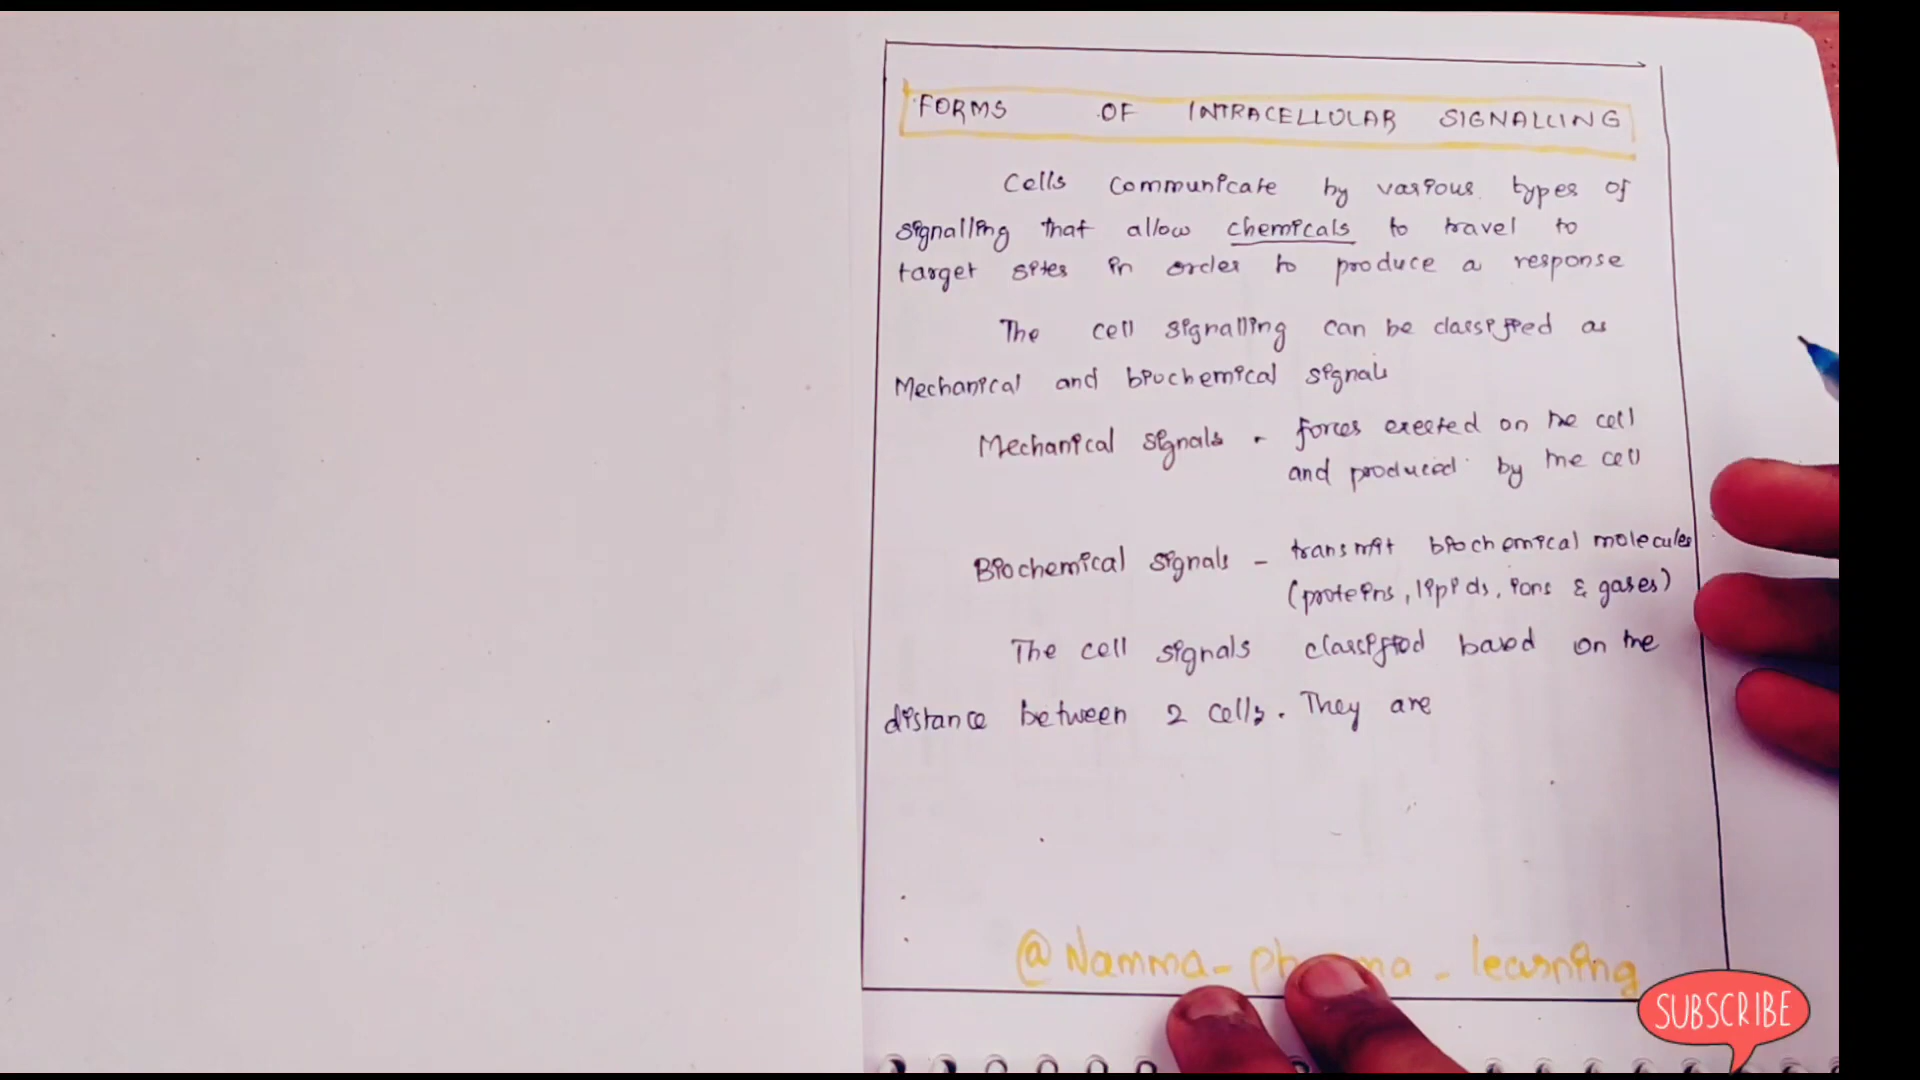 FORMS OF INTRACELLULAR SIGNALLING
Cells communicate by various types of
signalling that allow chemicals to travel to
target sites in order to produce a response
The cell signalling can be classified as
Mechanical and biochemical signals
Mechanical signals - forces exerted on the cell
and produced by the cell
Biochemical signals - transmit biochemical molecules
(proteins, lipids, ions & gases)
The cell signals classified based on the
distance between 2 cells. They are
@Namma-pharma-learning
SUBSCRIBE